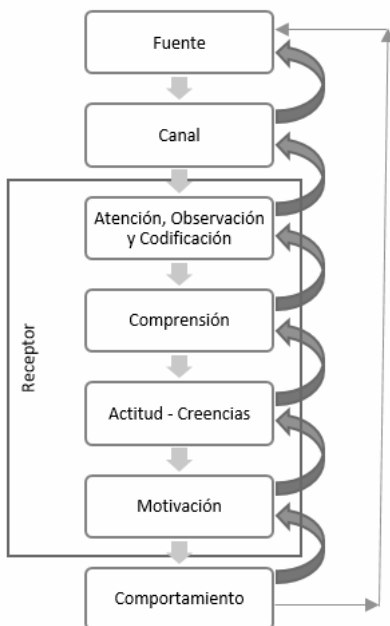 Fuente
Canal
Atención, Observación
y Codificación
Comprensión
Receptor
Actitud - Creencias
Motivación
Comportamiento